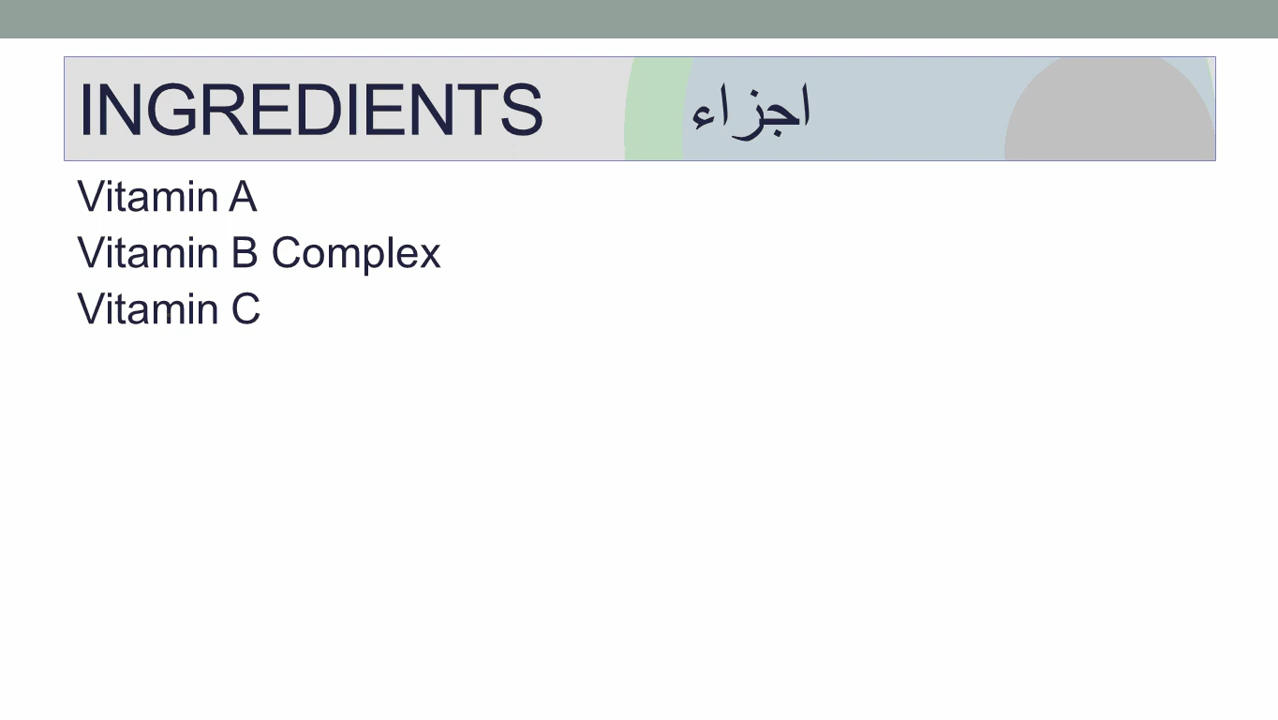 INGREDIENTS اجزاء
Vitamin A
Vitamin B Complex
Vitamin C